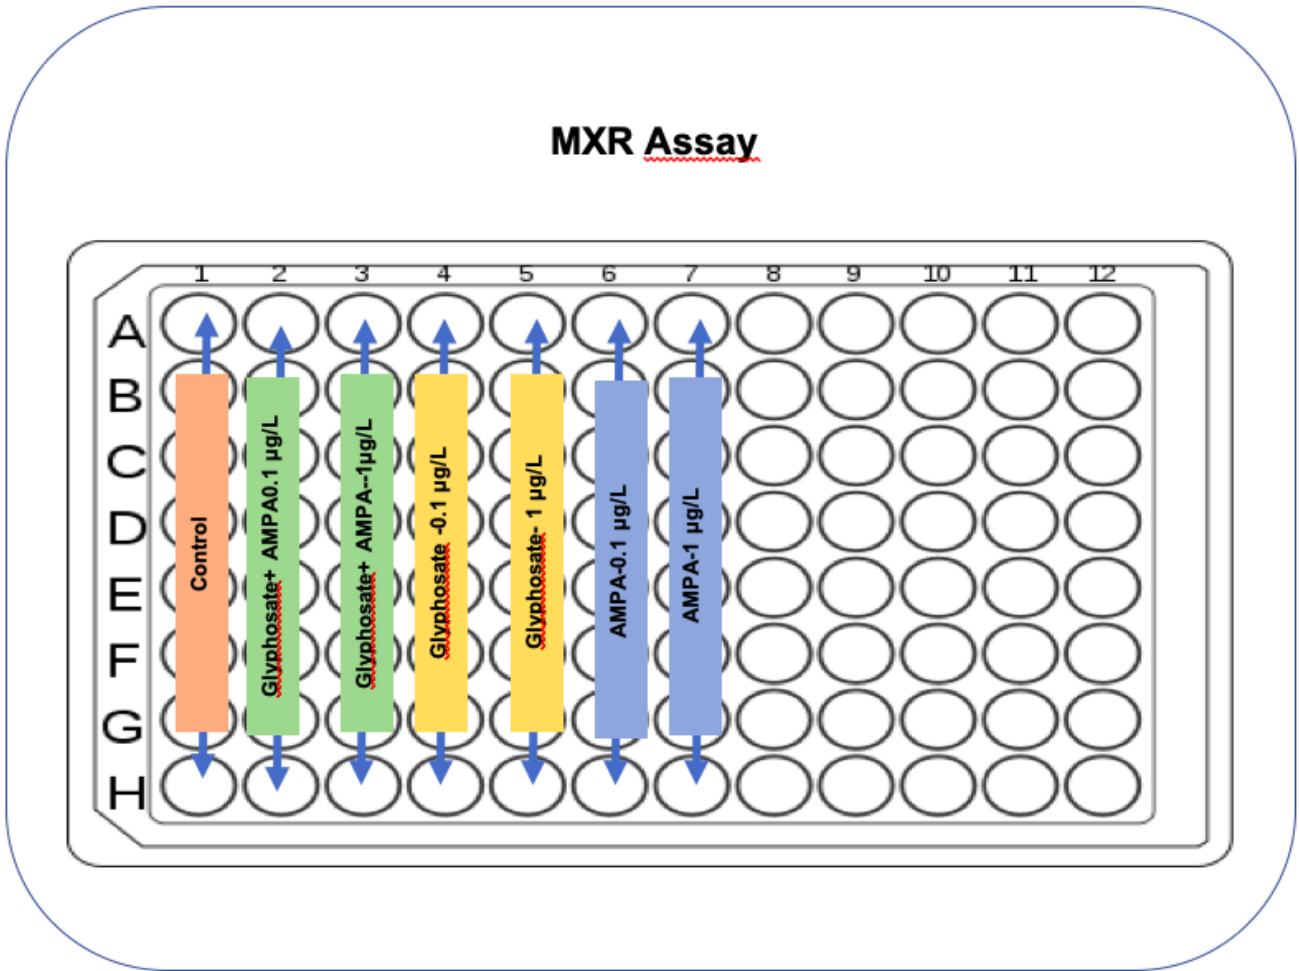 MXR Assay
1 2 3 4 5 6 7 8 9 10 11 12
A
B
C
D
E
F
G
H
Control
Glyphosate+ AMPA0.1 µg/L
Glyphosate+ AMPA--1µg/L
Glyphosate -0.1 µg/L
Glyphosate- 1 µg/L
AMPA-0.1 µg/L
AMPA-1 µg/L